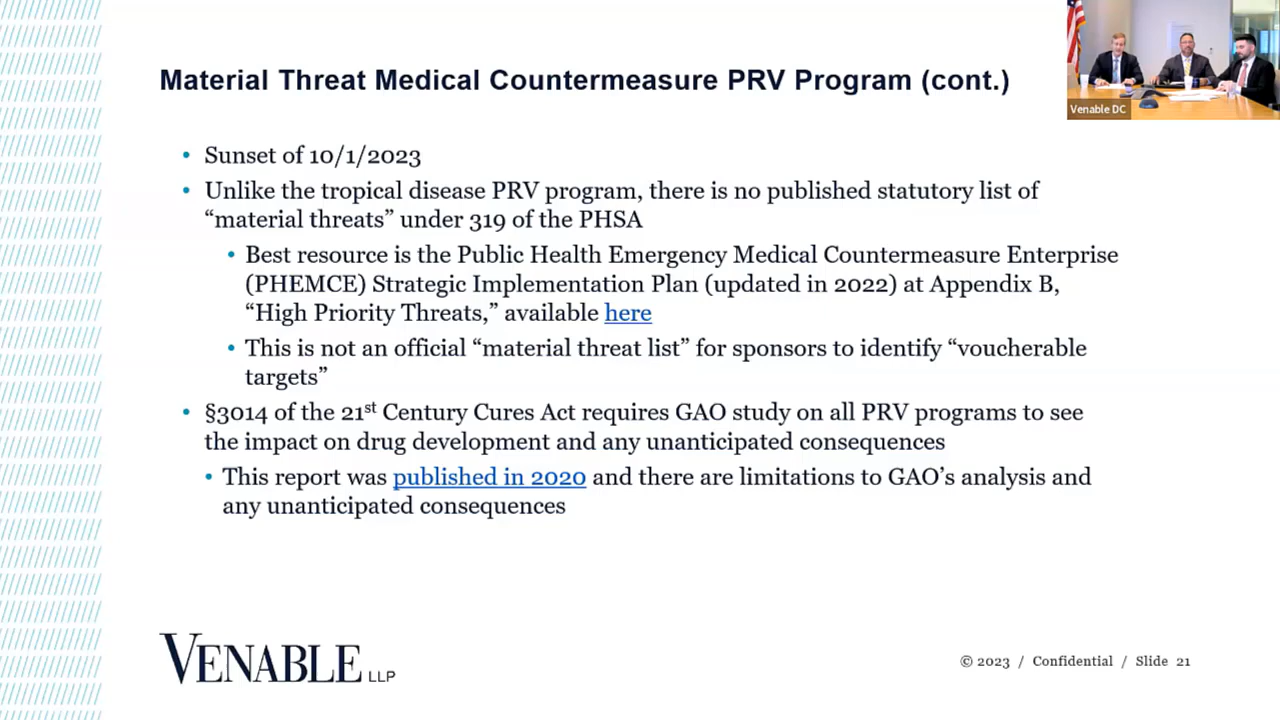 Material Threat Medical Countermeasure PRV Program (cont.)
Venable DC
• Sunset of 10/1/2023
• Unlike the tropical disease PRV program, there is no published statutory list of
“material threats” under 319 of the PHSA
• Best resource is the Public Health Emergency Medical Countermeasure Enterprise
(PHEMCE) Strategic Implementation Plan (updated in 2022) at Appendix B,
“High Priority Threats,” available here
• This is not an official “material threat list” for sponsors to identify “voucherable
targets”
• §3014 of the 21st Century Cures Act requires GAO study on all PRV programs to see
the impact on drug development and any unanticipated consequences
• This report was published in 2020 and there are limitations to GAO’s analysis and
any unanticipated consequences
VENABLE LLP
© 2023 / Confidential / Slide 21